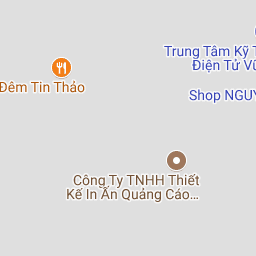 Trung Tâm Kỹ T
Điện Tử Vũ
Đêm Tin Thảo
Shop NGUY
Công Ty TNHH Thiết
Kế In Ấn Quảng Cáo...